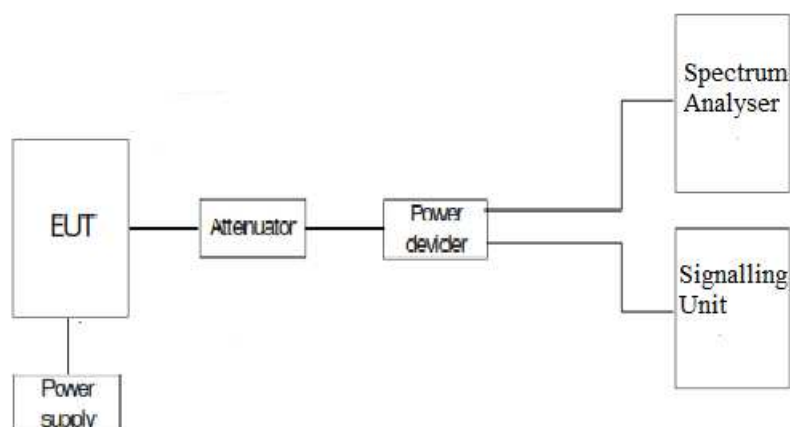 Spectrum
Analyser
EUT
Attenuator
Power
devider
Signalling
Unit
Power
supply